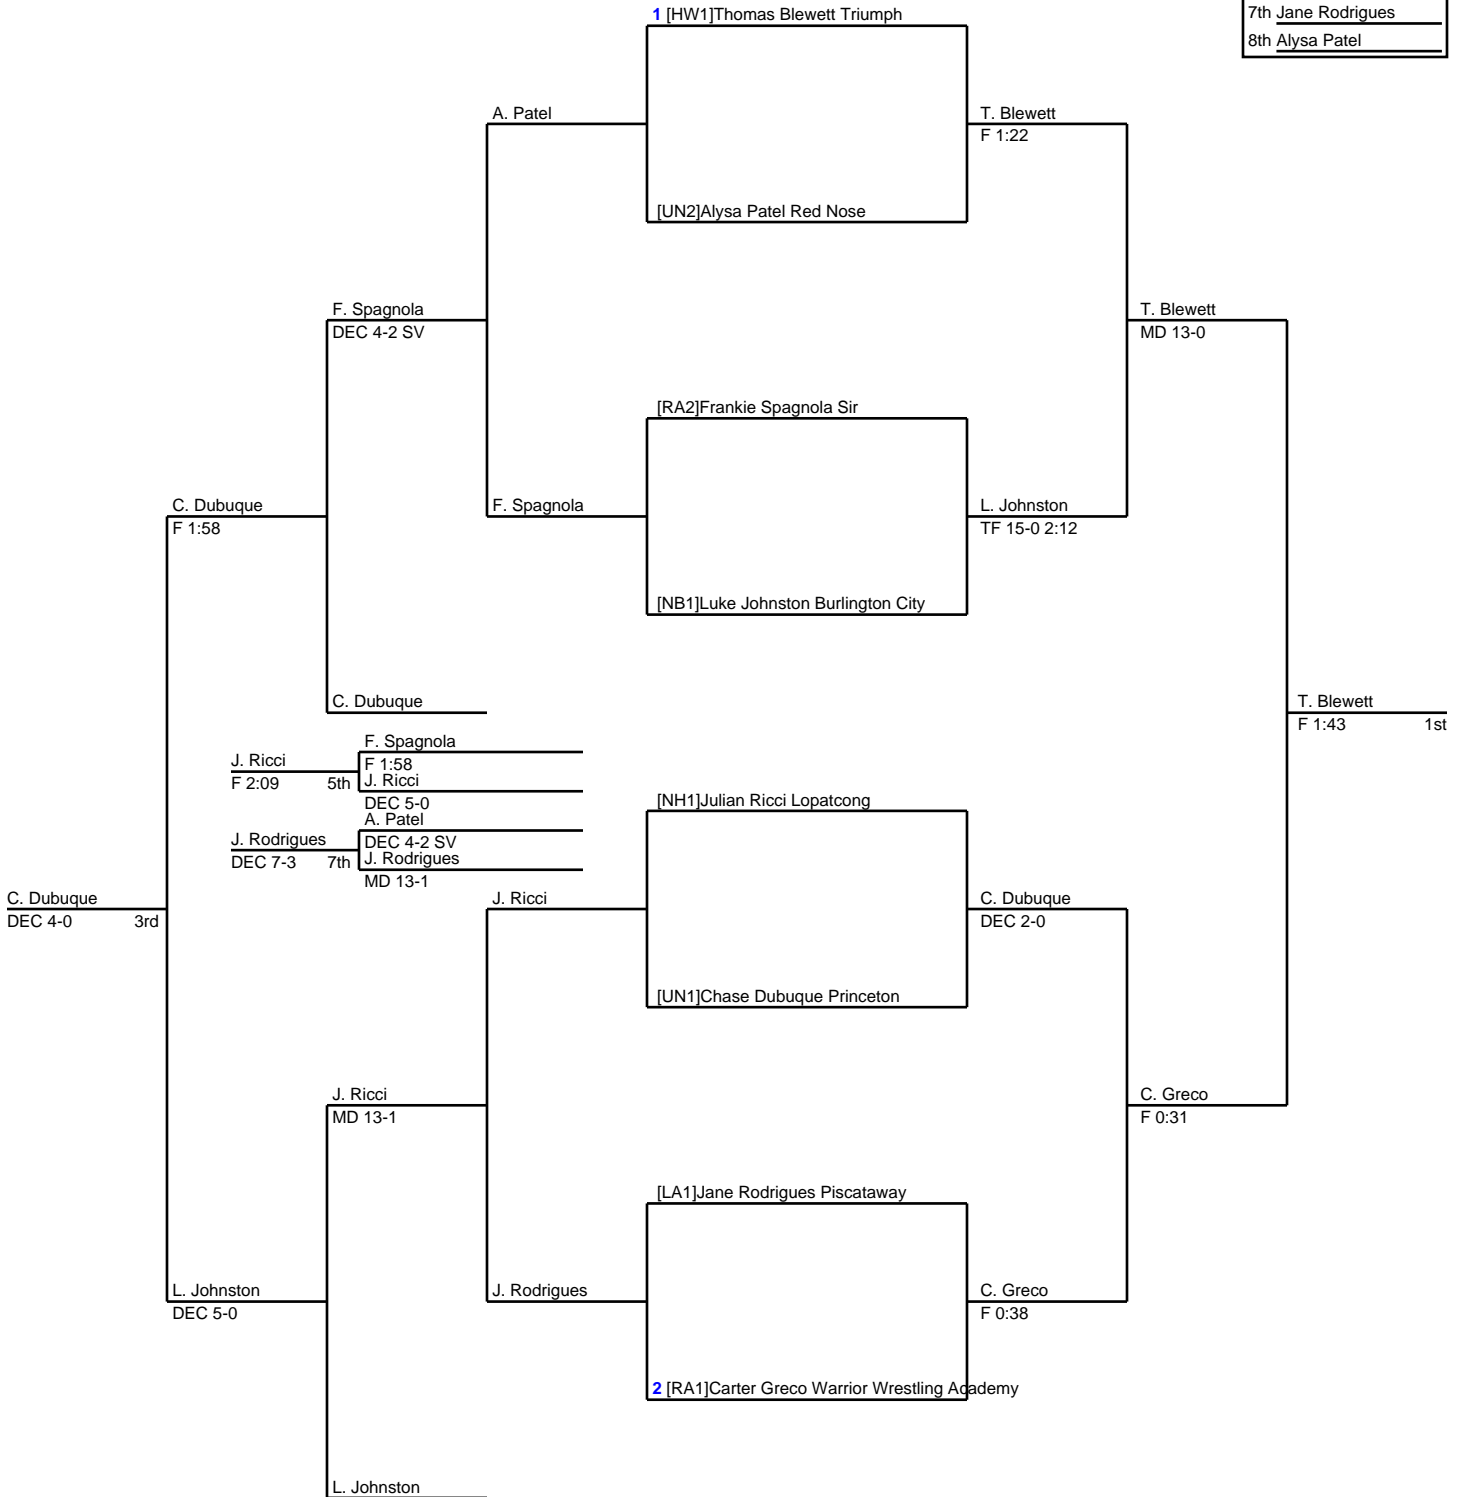 1 [HW1]Thomas Blewett Triumph
7th Jane Rodrigues
8th Alysa Patel
A. Patel
T. Blewett
F 1:22
[UN2]Alysa Patel Red Nose
F. Spagnola
DEC 4-2 SV
T. Blewett
MD 13-0
[RA2]Frankie Spagnola Sir
C. Dubuque
F 1:58
F. Spagnola
L. Johnston
TF 15-0 2:12
[NB1]Luke Johnston Burlington City
C. Dubuque
T. Blewett
F 1:43 1st
F. Spagnola
F 1:58
J. Ricci
F 2:09 5th
J. Ricci
DEC 5-0
[NH1]Julian Ricci Lopatcong
A. Patel
DEC 4-2 SV
J. Rodrigues
DEC 7-3 7th
J. Rodrigues
MD 13-1
C. Dubuque
DEC 4-0 3rd
J. Ricci
C. Dubuque
DEC 2-0
[UN1]Chase Dubuque Princeton
J. Ricci
MD 13-1
C. Greco
F 0:31
[LA1]Jane Rodrigues Piscataway
L. Johnston
DEC 5-0
J. Rodrigues
C. Greco
F 0:38
2 [RA1]Carter Greco Warrior Wrestling Academy
L. Johnston